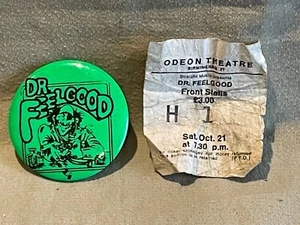 DR.
FEELGOOD
ODEON THEATRE
DR. FEELGOOD
Front Stalls
£3.00
H 1
Sat. Oct. 21
at 7.30 p.m.
(P.T.O.)